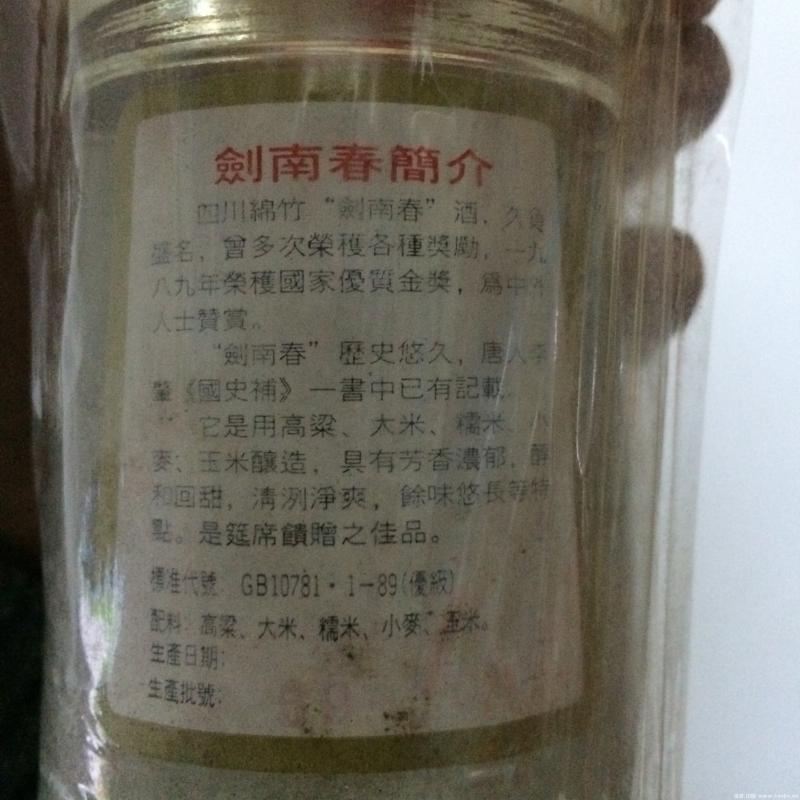 劍南春簡介
四川綿竹“劍南春”酒，久負
盛名，曾多次榮獲各種獎勵，一九
八九年榮獲國家優質金獎，爲中外
人士贊賞。
“劍南春”歷史悠久，唐人李
肇《國史補》一書中已有記載。
它是用高粱、大米、糯米、小
麥、玉米釀造，具有芳香濃郁，醇
和回甜，清洌淨爽，餘味悠長等特
點。是筵席饋贈之佳品。
標准代號：GB10781·1-89(優級)
配料：高粱、大米、糯米、小麥、玉米。
生產日期：
生產批號：